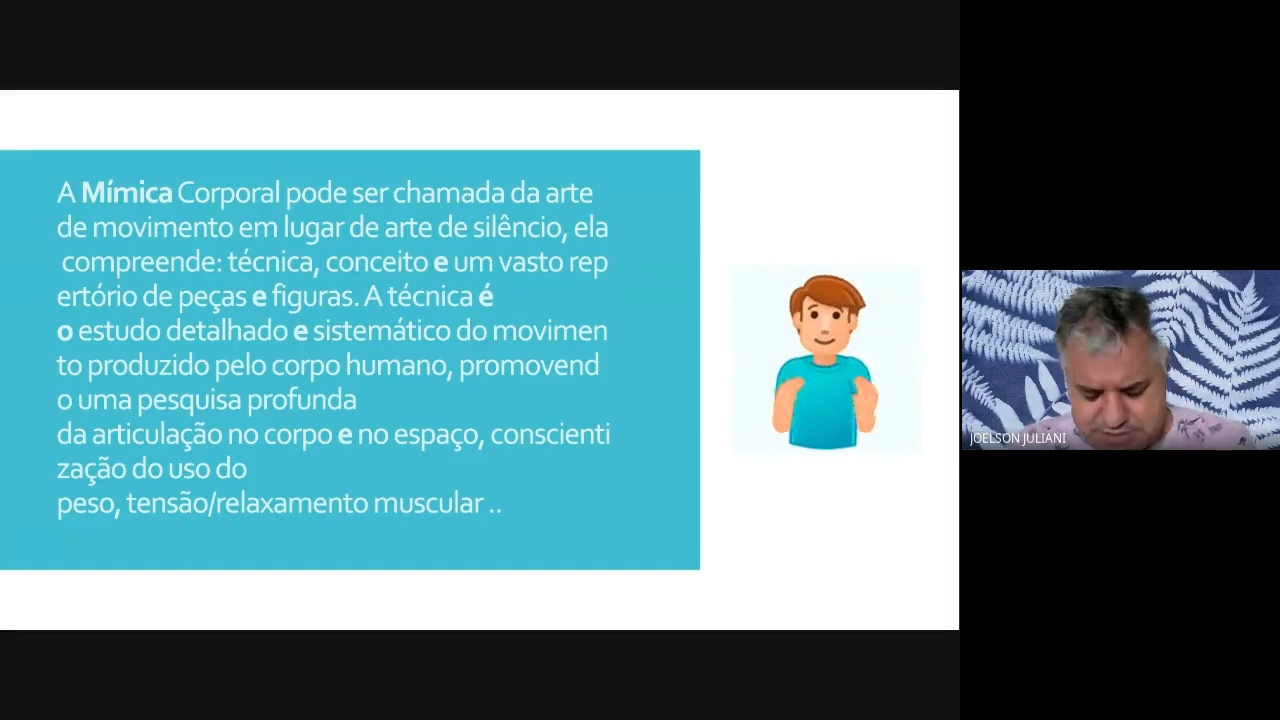 A Mímica Corporal pode ser chamada da arte
de movimento em lugar de arte de silêncio, ela
compreende: técnica, conceito e um vasto rep
ertório de peças e figuras. A técnica é
o estudo detalhado e sistemático do movimen
to produzido pelo corpo humano, promovend
o uma pesquisa profunda
da articulação no corpo e no espaço, conscienti
zação do uso do
peso, tensão/relaxamento muscular ..
JOELSON JULIANI